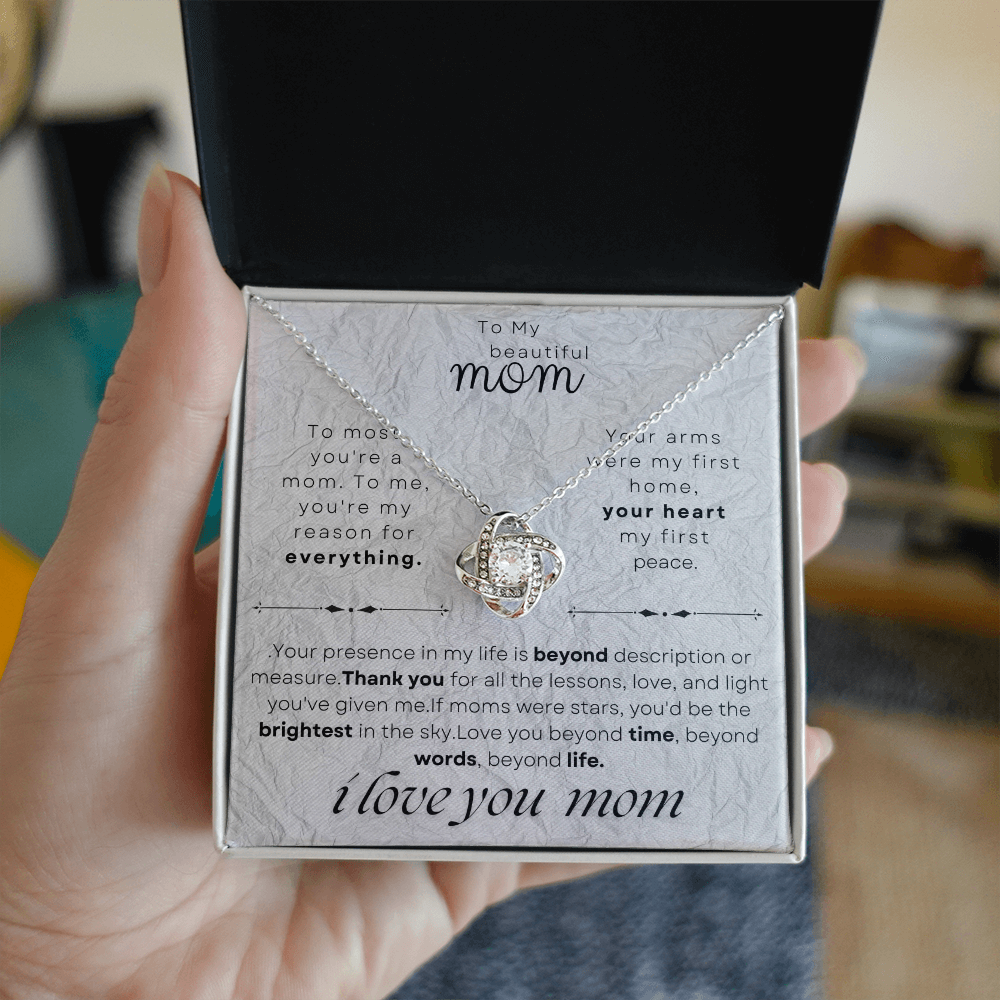 To My
beautiful
mom
To most
you're a
mom. To me,
you're my
reason for
everything.
Your arms
were my first
home,
your heart
my first
peace.
.Your presence in my life is beyond description or
measure.Thank you for all the lessons, love, and light
you've given me.If moms were stars, you'd be the
brightest in the sky.Love you beyond time, beyond
words, beyond life.
i love you mom